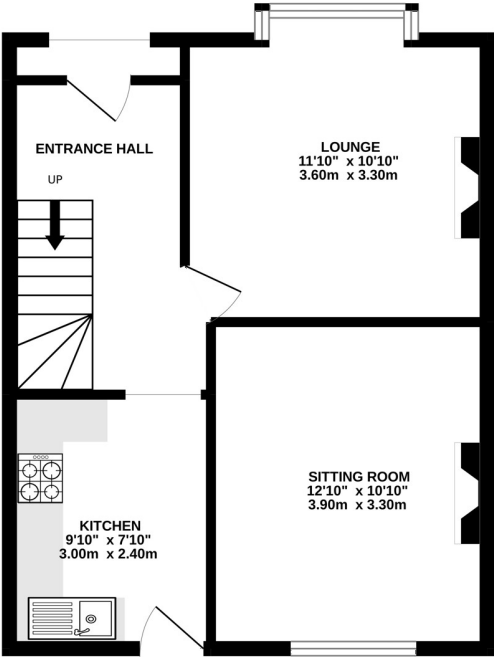 LOUNGE
11'10" x 10'10"
3.60m x 3.30m
ENTRANCE HALL
UP
SITTING ROOM
12'10" x 10'10"
3.90m x 3.30m
KITCHEN
9'10" x 7'10"
3.00m x 2.40m